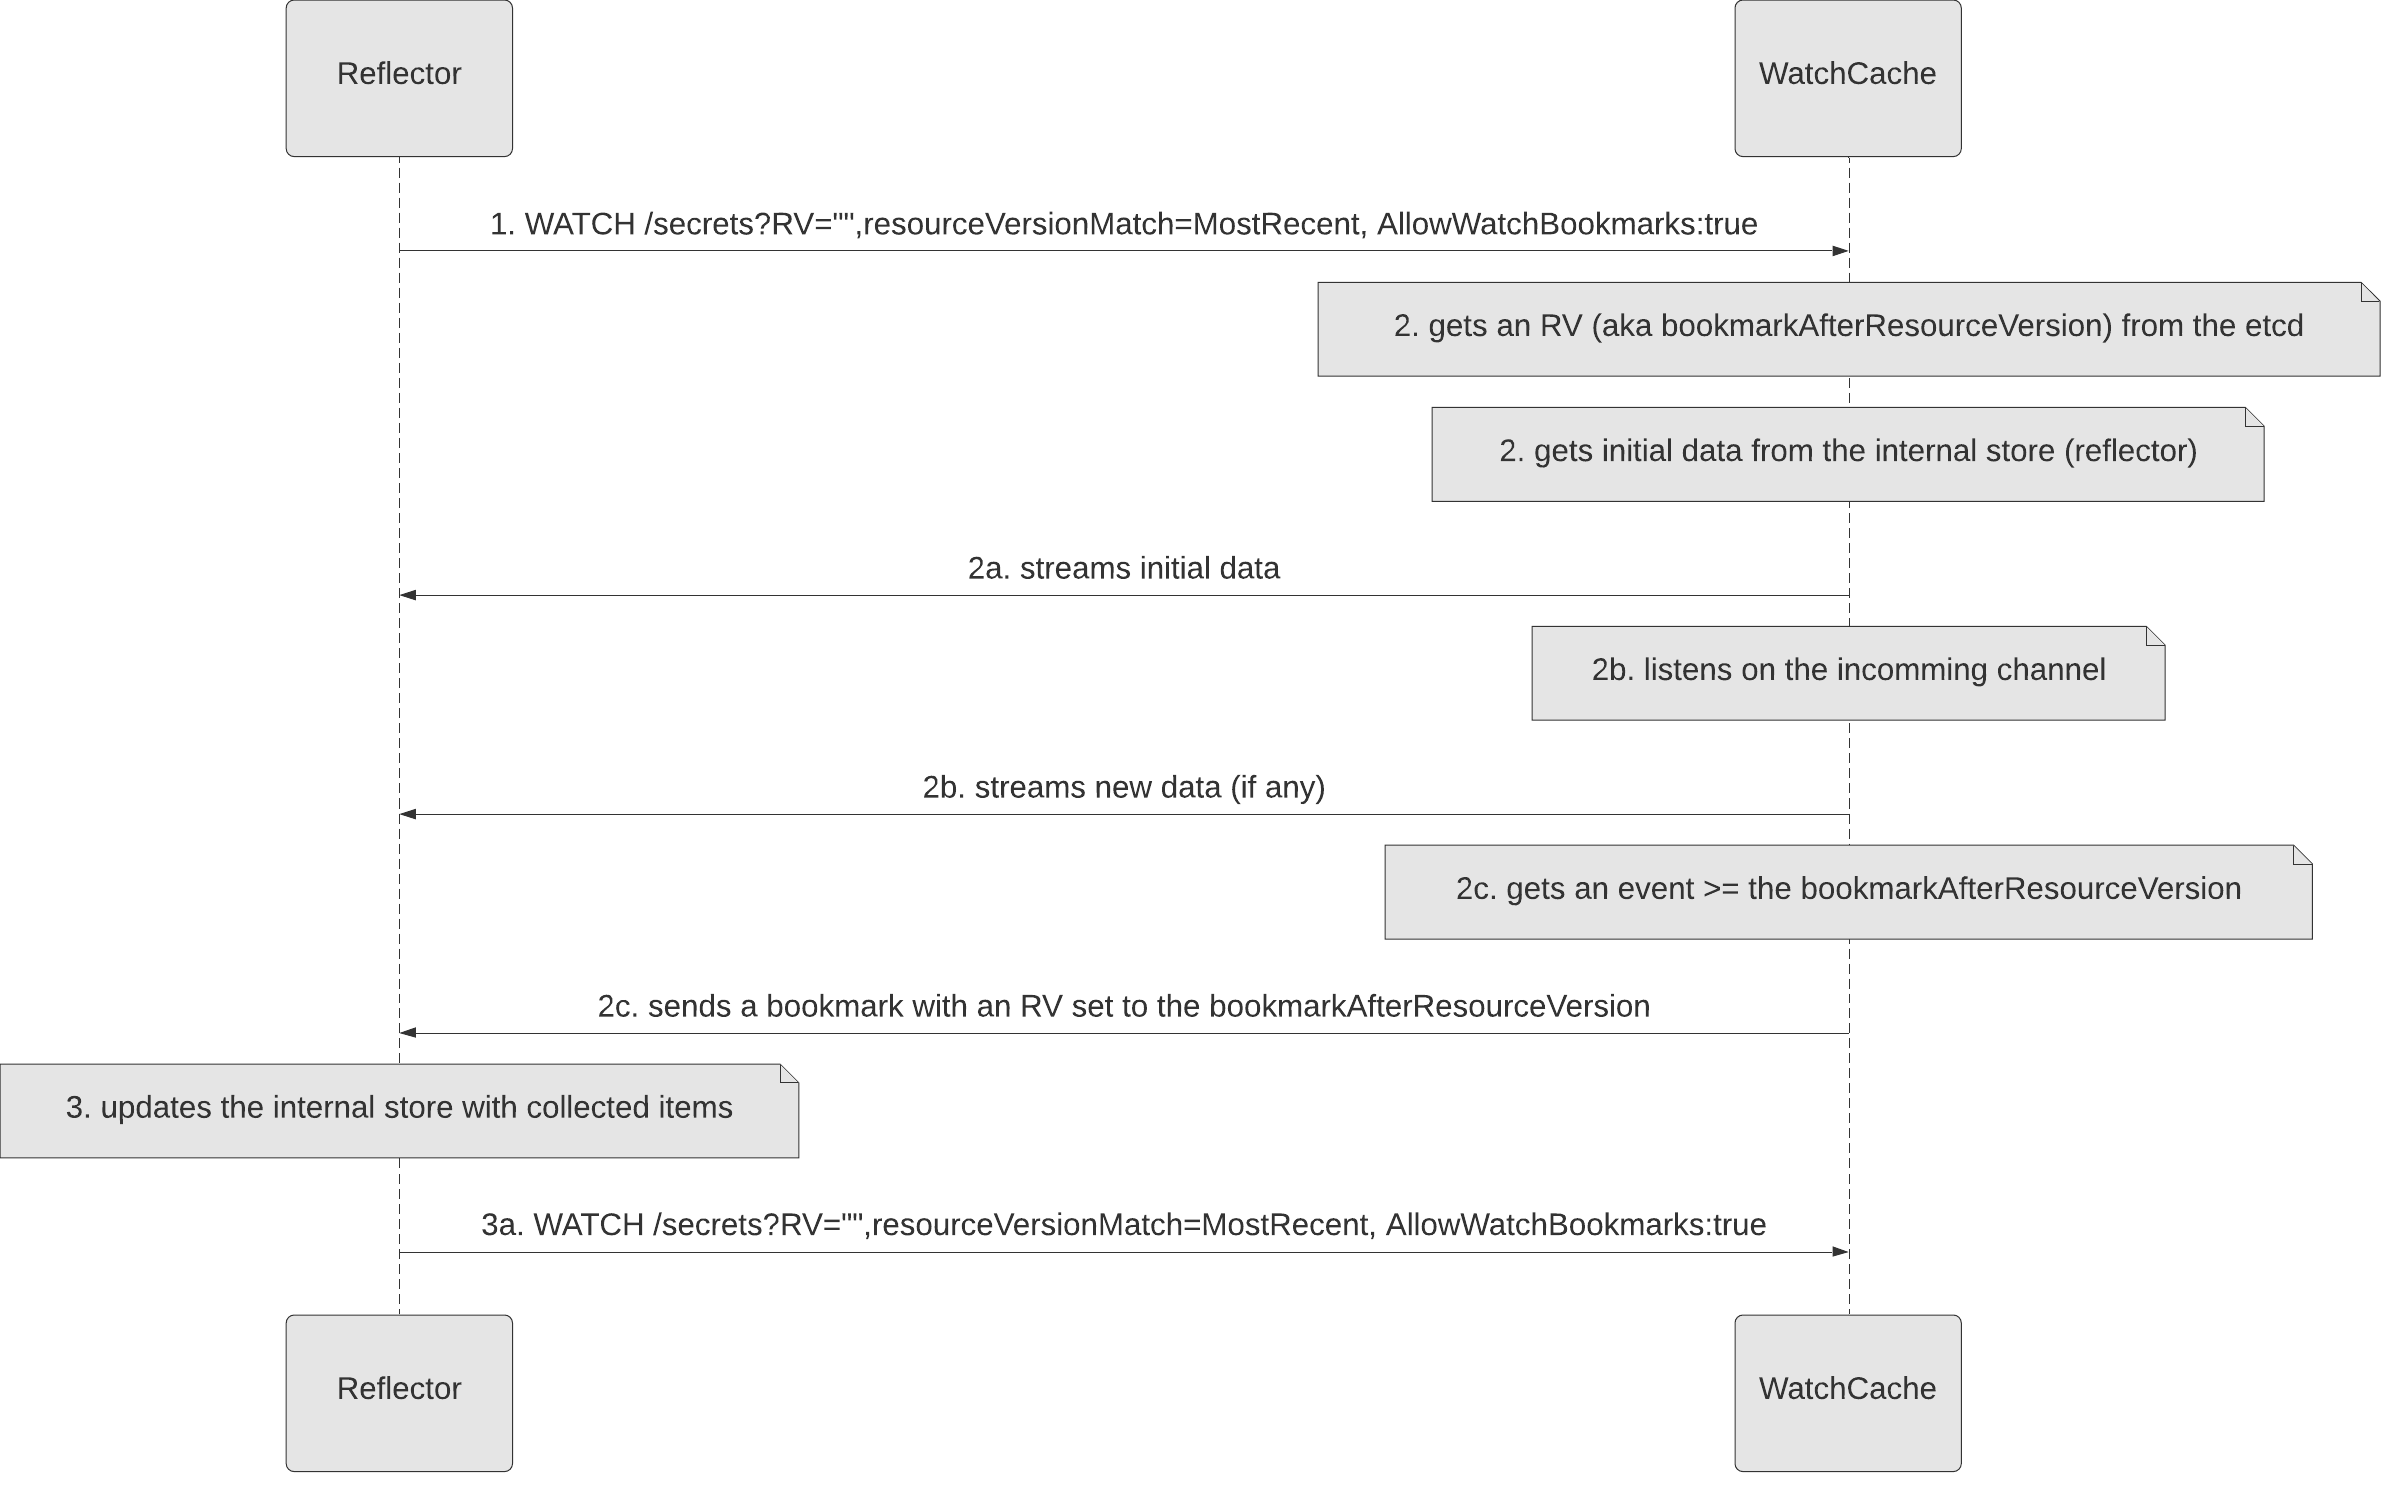 Reflector
WatchCache
1. WATCH /secrets?RV="",resourceVersionMatch=MostRecent, AllowWatchBookmarks:true
2. gets an RV (aka bookmarkAfterResourceVersion) from the etcd
2. gets initial data from the internal store (reflector)
2a. streams initial data
2b. listens on the incomming channel
2b. streams new data (if any)
2c. gets an event >= the bookmarkAfterResourceVersion
2c. sends a bookmark with an RV set to the bookmarkAfterResourceVersion
3. updates the internal store with collected items
3a. WATCH /secrets?RV="",resourceVersionMatch=MostRecent, AllowWatchBookmarks:true
Reflector
WatchCache